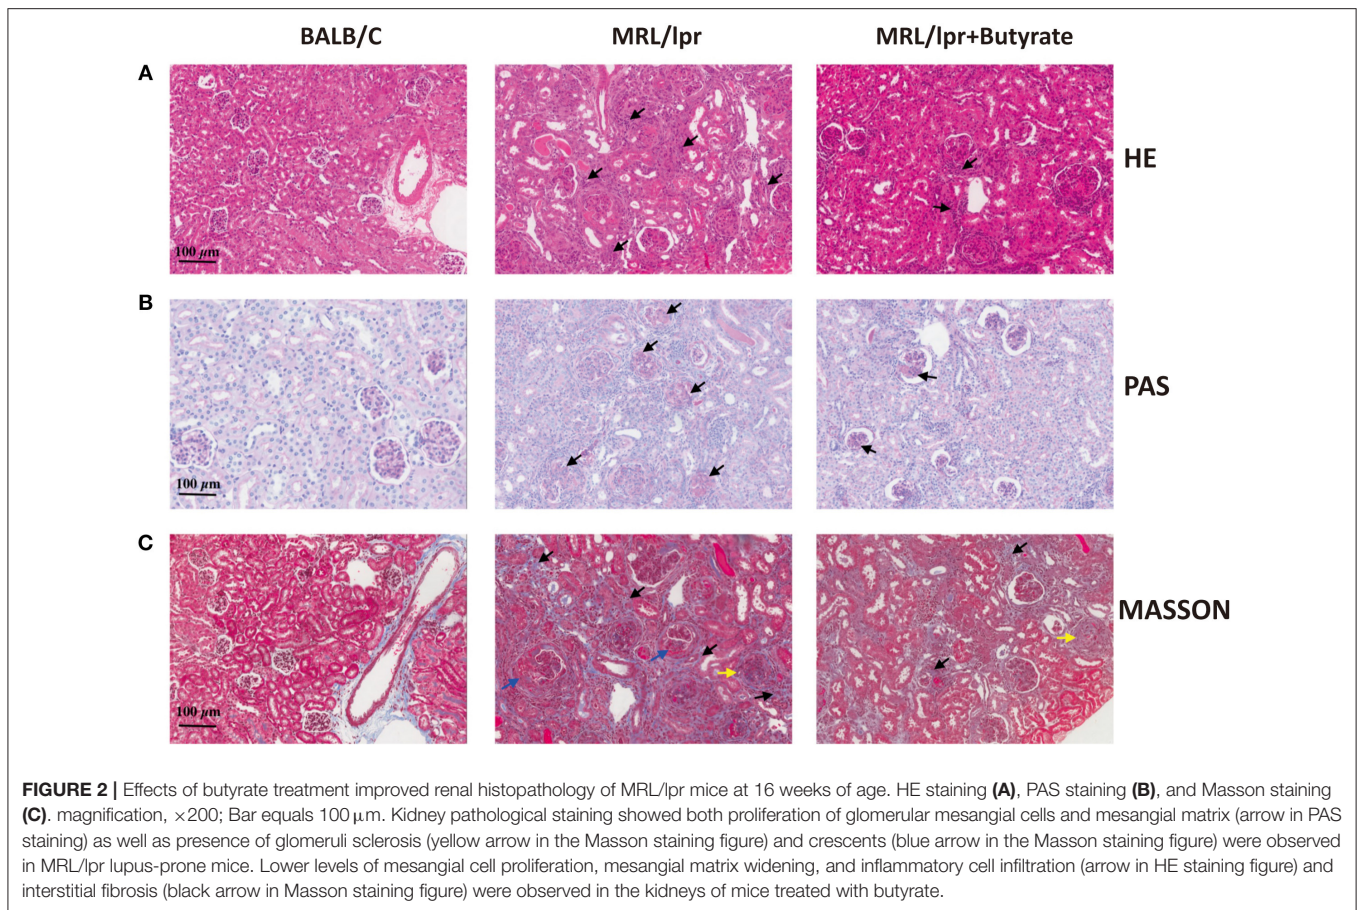 BALB/C MRL/lpr MRL/lpr+Butyrate
A
HE
100 μm
B
PAS
100 μm
C
MASSON
100 μm
FIGURE 2 | Effects of butyrate treatment improved renal histopathology of MRL/lpr mice at 16 weeks of age. HE staining (A), PAS staining (B), and Masson staining
(C). magnification, ×200; Bar equals 100 μm. Kidney pathological staining showed both proliferation of glomerular mesangial cells and mesangial matrix (arrow in PAS
staining) as well as presence of glomeruli sclerosis (yellow arrow in the Masson staining figure) and crescents (blue arrow in the Masson staining figure) were observed
in MRL/lpr lupus-prone mice. Lower levels of mesangial cell proliferation, mesangial matrix widening, and inflammatory cell infiltration (arrow in HE staining figure) and
interstitial fibrosis (black arrow in Masson staining figure) were observed in the kidneys of mice treated with butyrate.